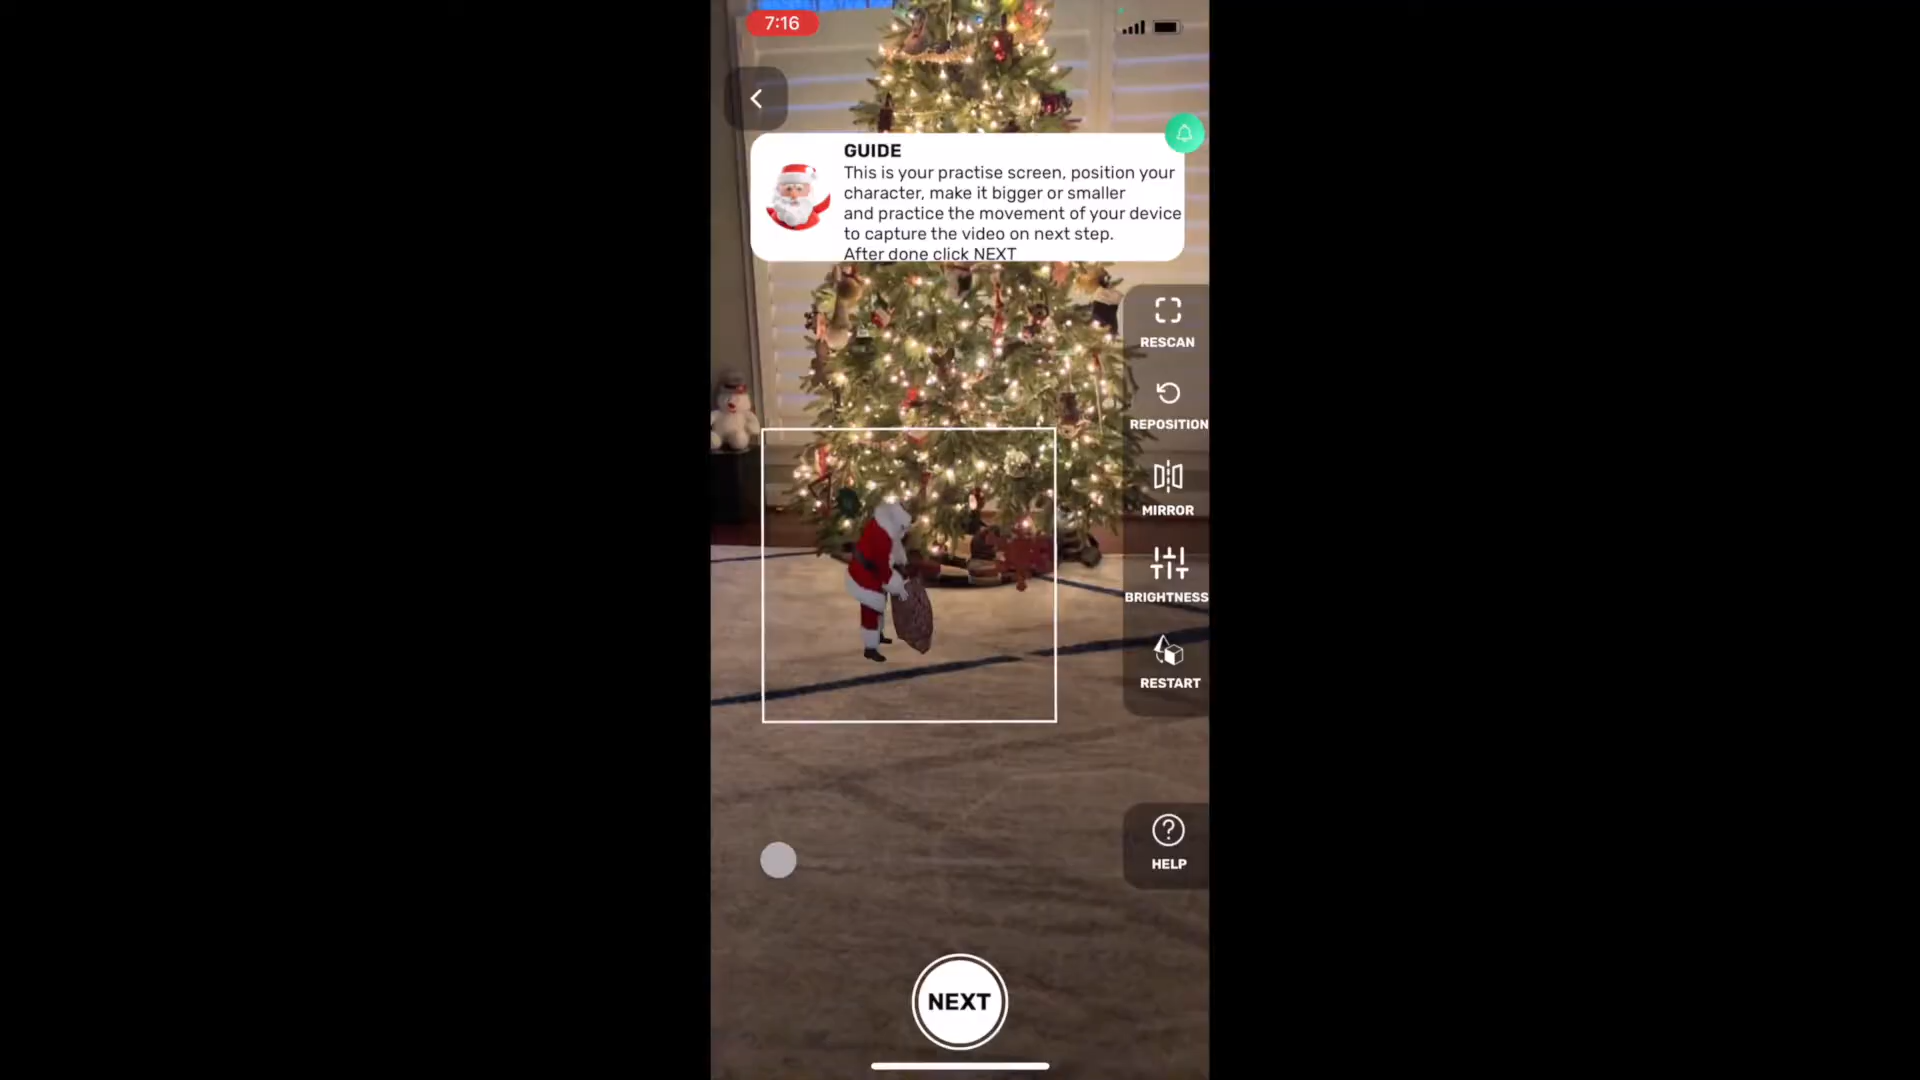 7:16
GUIDE
This is your practise screen, position your
character, make it bigger or smaller
and practice the movement of your device
to capture the video on next step.
After done click NEXT
RESCAN
REPOSITION
MIRROR
BRIGHTNESS
RESTART
HELP
NEXT